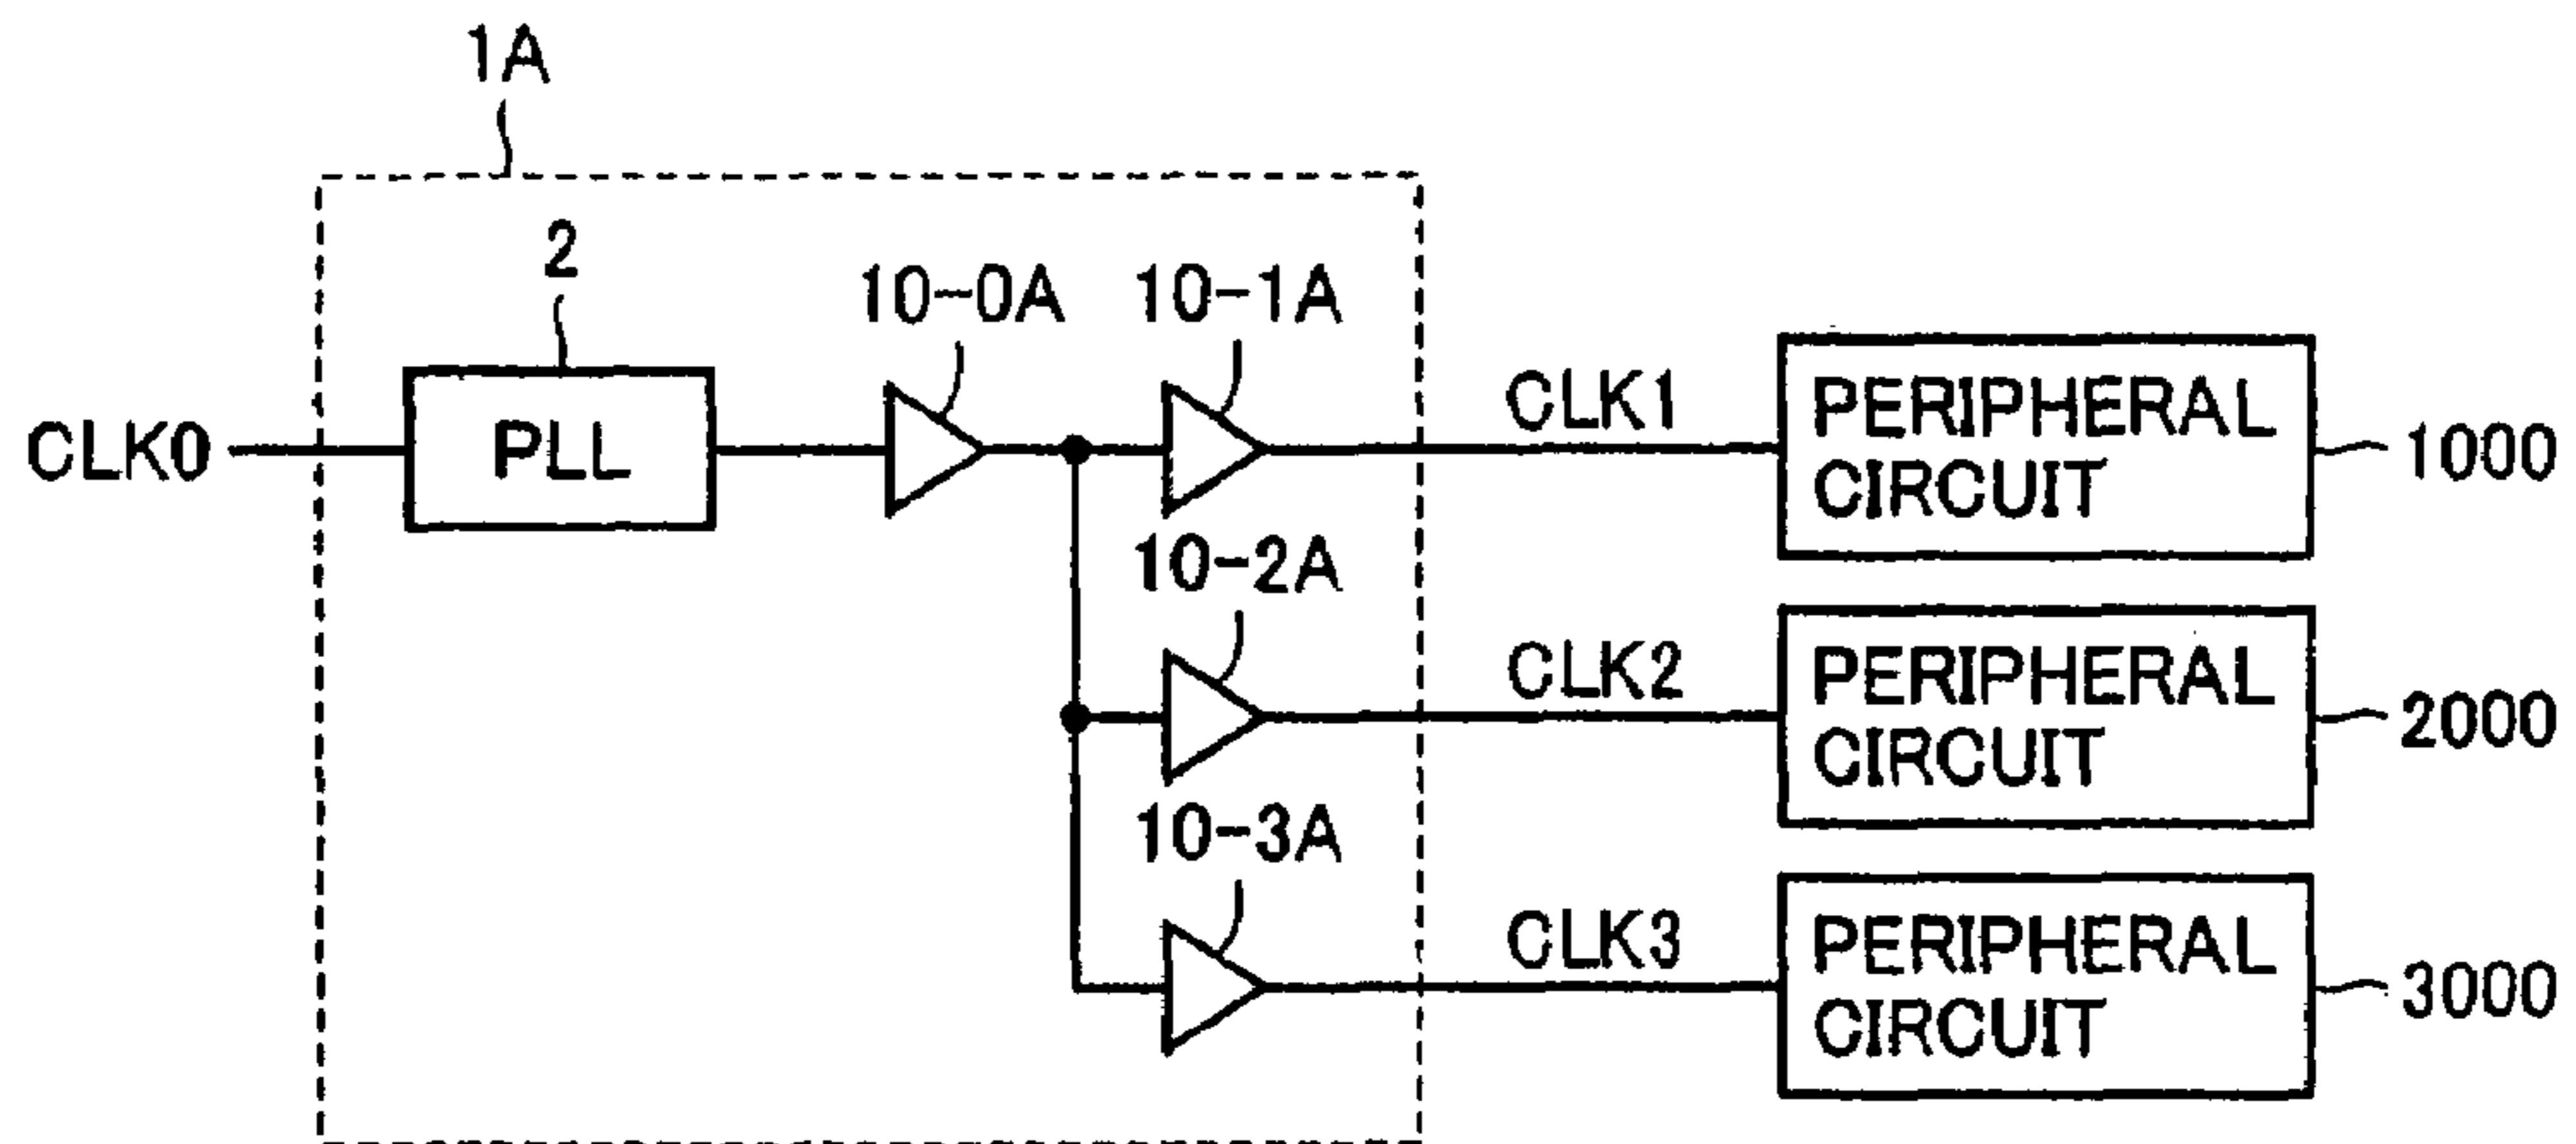 1A
2
10-0A
10-1A
CLK0
PLL
CLK1
PERIPHERAL
CIRCUIT
1000
10-2A
CLK2
PERIPHERAL
CIRCUIT
2000
10-3A
CLK3
PERIPHERAL
CIRCUIT
3000